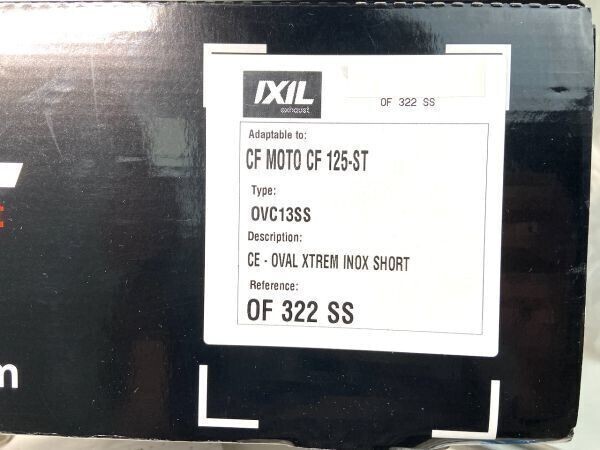 IXIL
exhaust
OF 322 SS
Adaptable to:
CF MOTO CF 125-ST
Type:
OVC13SS
Description:
CE - OVAL XTREM INOX SHORT
Reference:
OF 322 SS
m